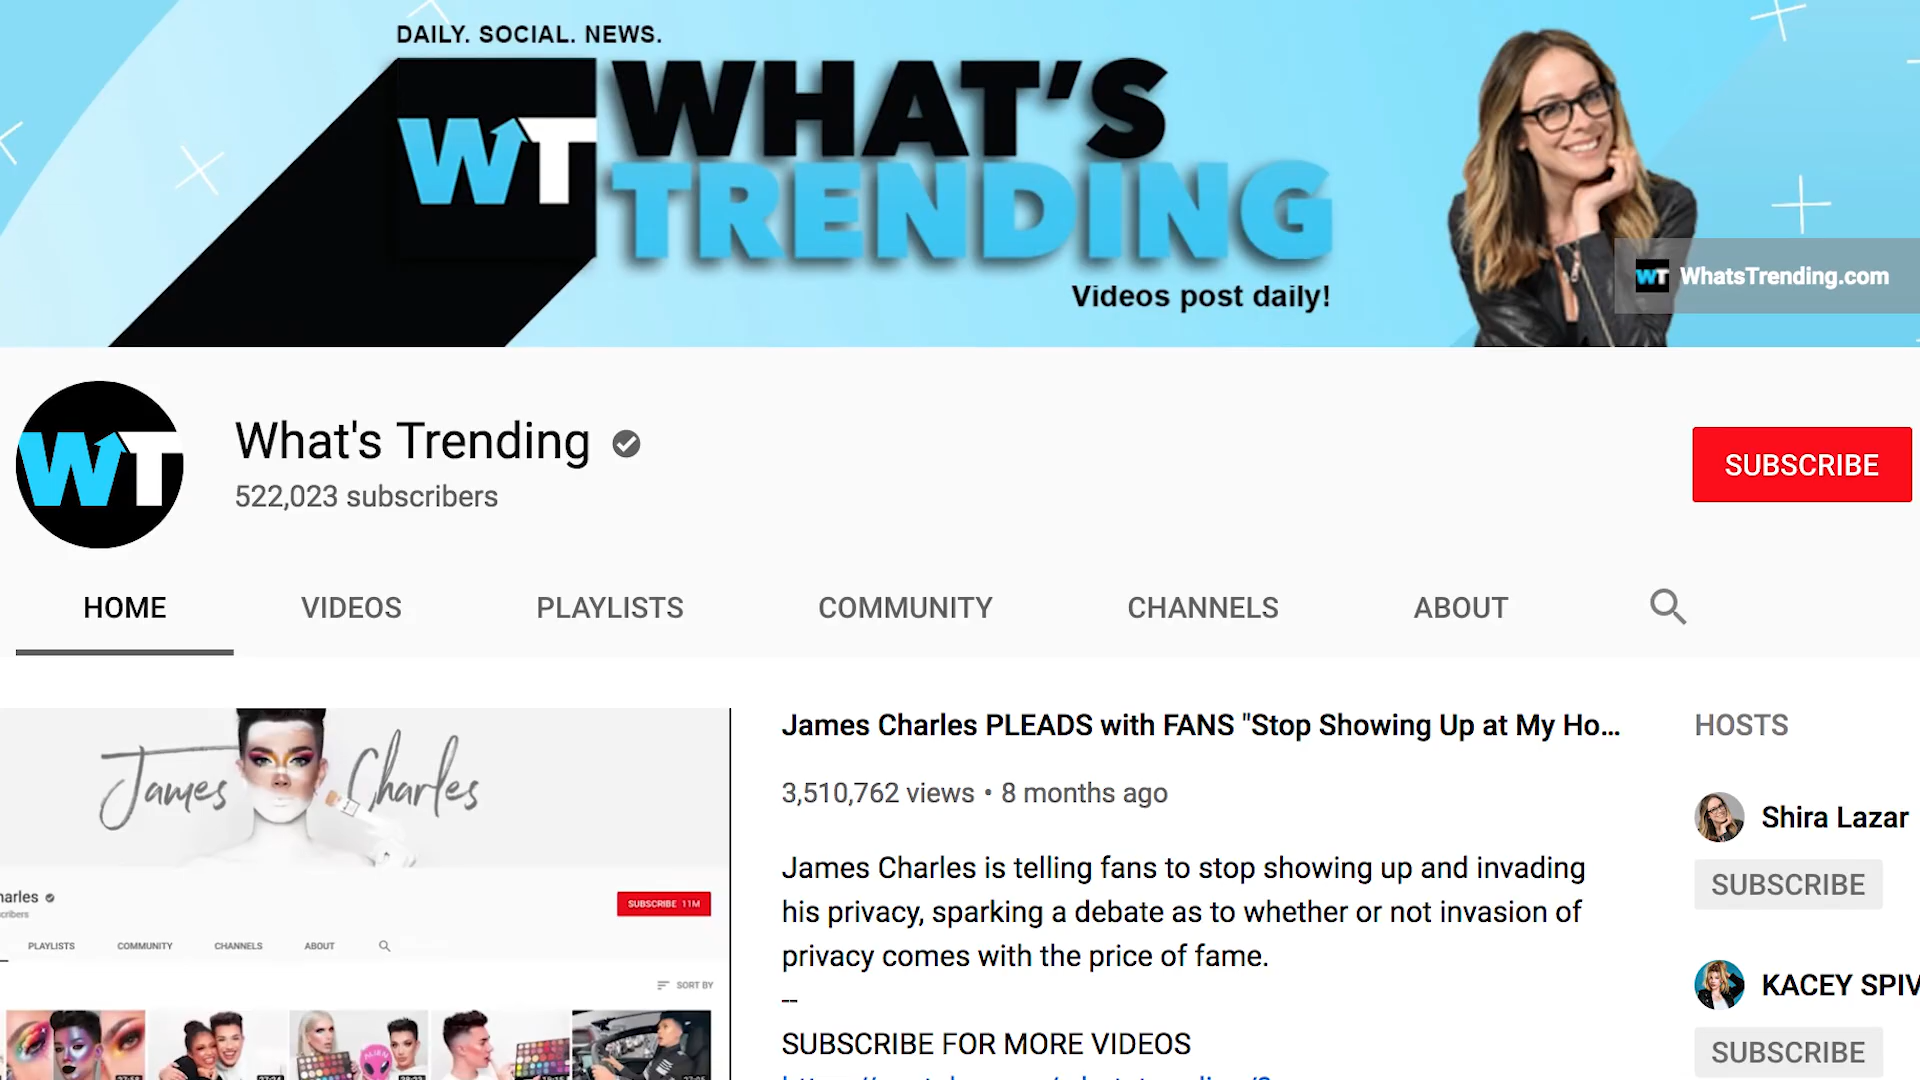 DAILY. SOCIAL. NEWS.
WT
WHAT'S
TRENDING
Videos post daily!
WT WhatsTrending.com
WT
What's Trending
522,023 subscribers
SUBSCRIBE
HOME VIDEOS PLAYLISTS COMMUNITY CHANNELS ABOUT
James Charles
harles
cribers
SUBSCRIBE 11M
PLAYLISTS COMMUNITY CHANNELS ABOUT
SORT BY
ALIEN
James Charles PLEADS with FANS "Stop Showing Up at My Ho...
3,510,762 views • 8 months ago
James Charles is telling fans to stop showing up and invading
his privacy, sparking a debate as to whether or not invasion of
privacy comes with the price of fame.
--
SUBSCRIBE FOR MORE VIDEOS
HOSTS
Shira Lazar
SUBSCRIBE
KACEY SPIV
SUBSCRIBE